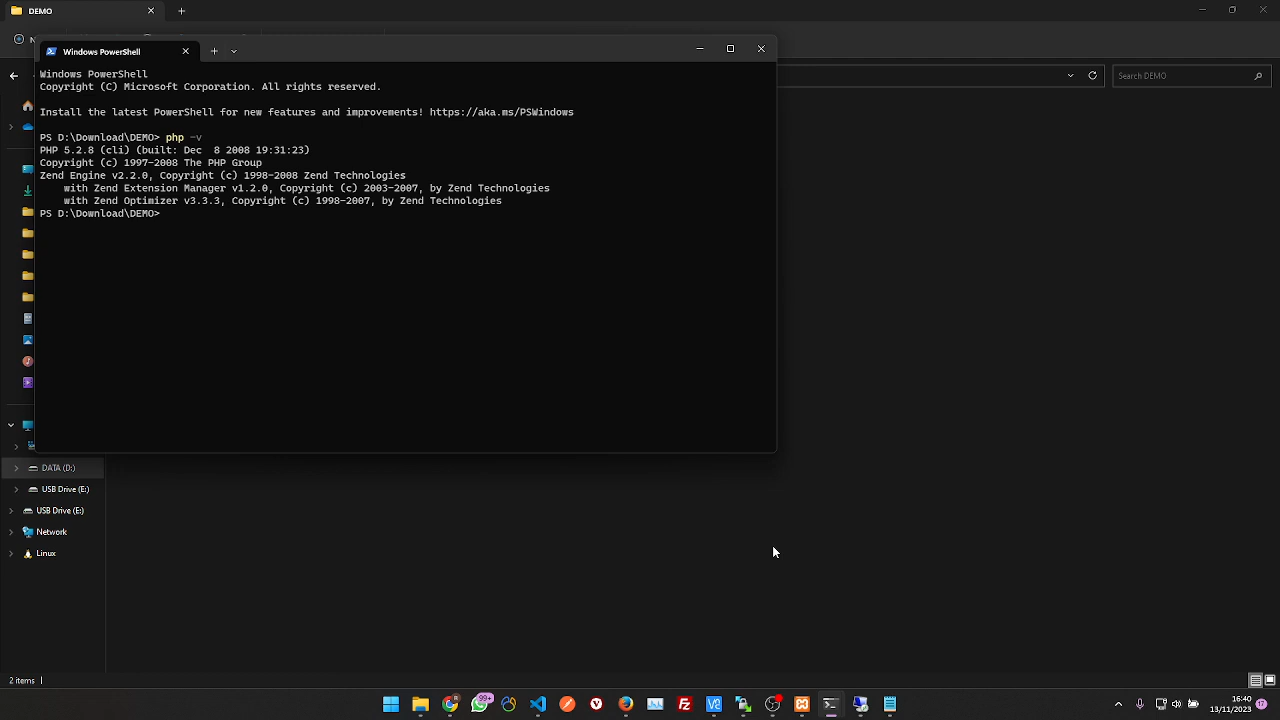 DEMO
Windows PowerShell
Search DEMO
Windows PowerShell
Copyright (C) Microsoft Corporation. All rights reserved.
Install the latest PowerShell for new features and improvements! https://aka.ms/PSWindows
PS D:\Download\DEMO> php -v
PHP 5.2.8 (cli) (built: Dec  8 2008 19:31:23)
Copyright (c) 1997-2008 The PHP Group
Zend Engine v2.2.0, Copyright (c) 1998-2008 Zend Technologies
    with Zend Extension Manager v1.2.0, Copyright (c) 2003-2007, by Zend Technologies
    with Zend Optimizer v3.3.3, Copyright (c) 1998-2007, by Zend Technologies
PS D:\Download\DEMO>
DATA (D:)
USB Drive (E:)
USB Drive (E:)
Network
Linux
2 items
99+
16:40
13/11/2023